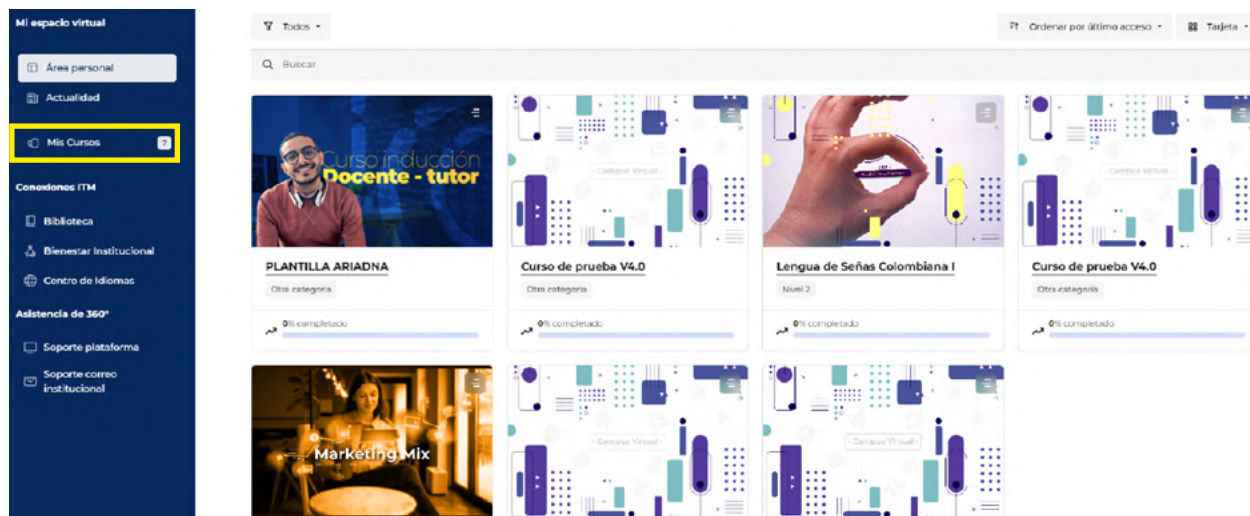 Mi espacio virtual
Área personal
Actualidad
Mis Cursos 7
Conexiones ITM
Biblioteca
Bienestar Institucional
Centro de Idiomas
Asistencia de 360°
Soporte plataforma
Soporte correo
institucional
Todos
Ordenar por último acceso
Tarjeta
Buscar
Curso inducción
Docente - tutor
PLANTILLA ARIADNA
Otra categoría
0% completado
- Campus Virtual -
Curso de prueba V4.0
Otra categoría
0% completado
Lengua de Señas Colombiana I
Nivel 2
0% completado
- Campus Virtual -
Curso de prueba V4.0
Otra categoría
0% completado
Marketing Mix
- Campus Virtual -
- Campus Virtual -